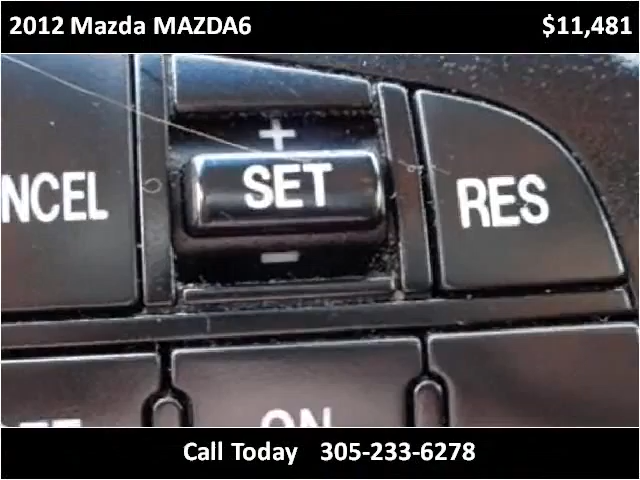 2012 Mazda MAZDA6 $11,481
+
NCEL SET RES
-
ON
Call Today 305-233-6278